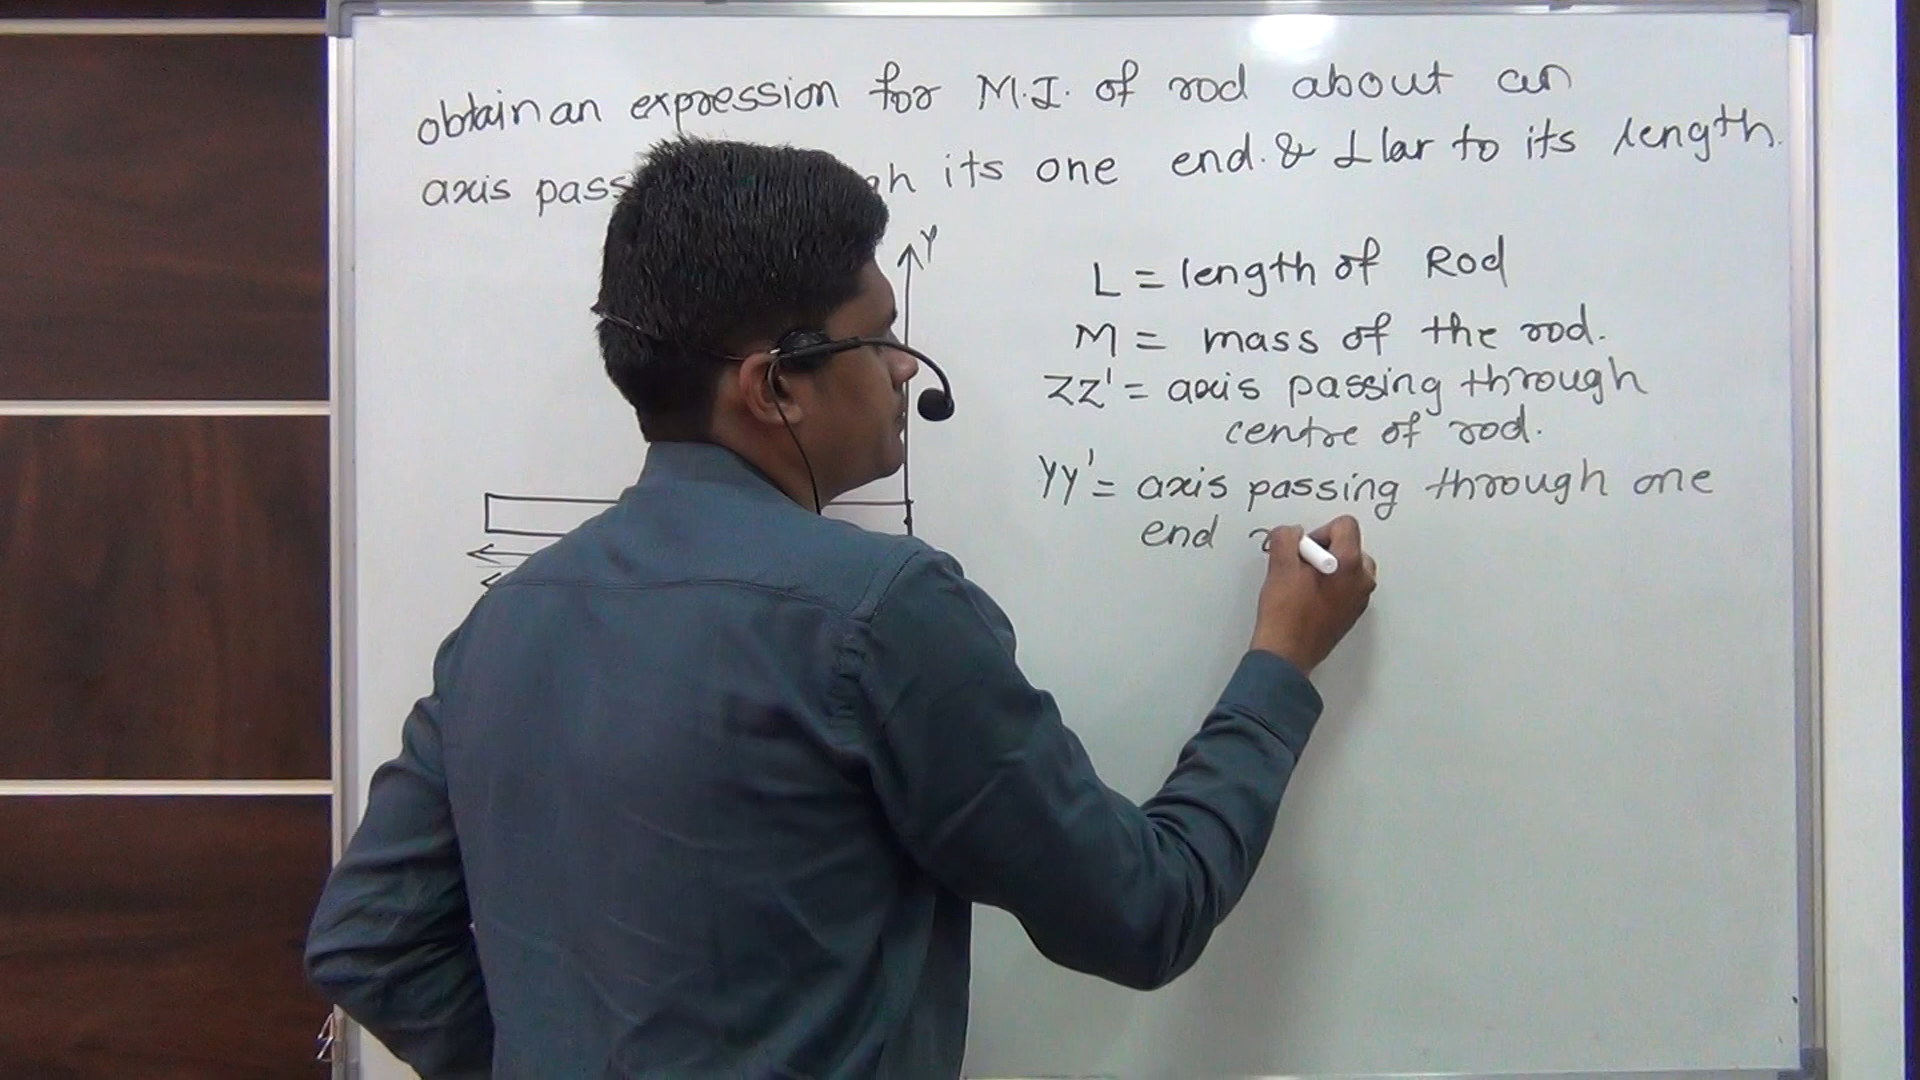 obtain an expression for M.I. of rod about an
axis its one end. & ⊥lar to its length.
Y
L = length of Rod
M = mass of the rod.
ZZ' = axis passing through
centre of rod.
YY' = axis passing through one
end